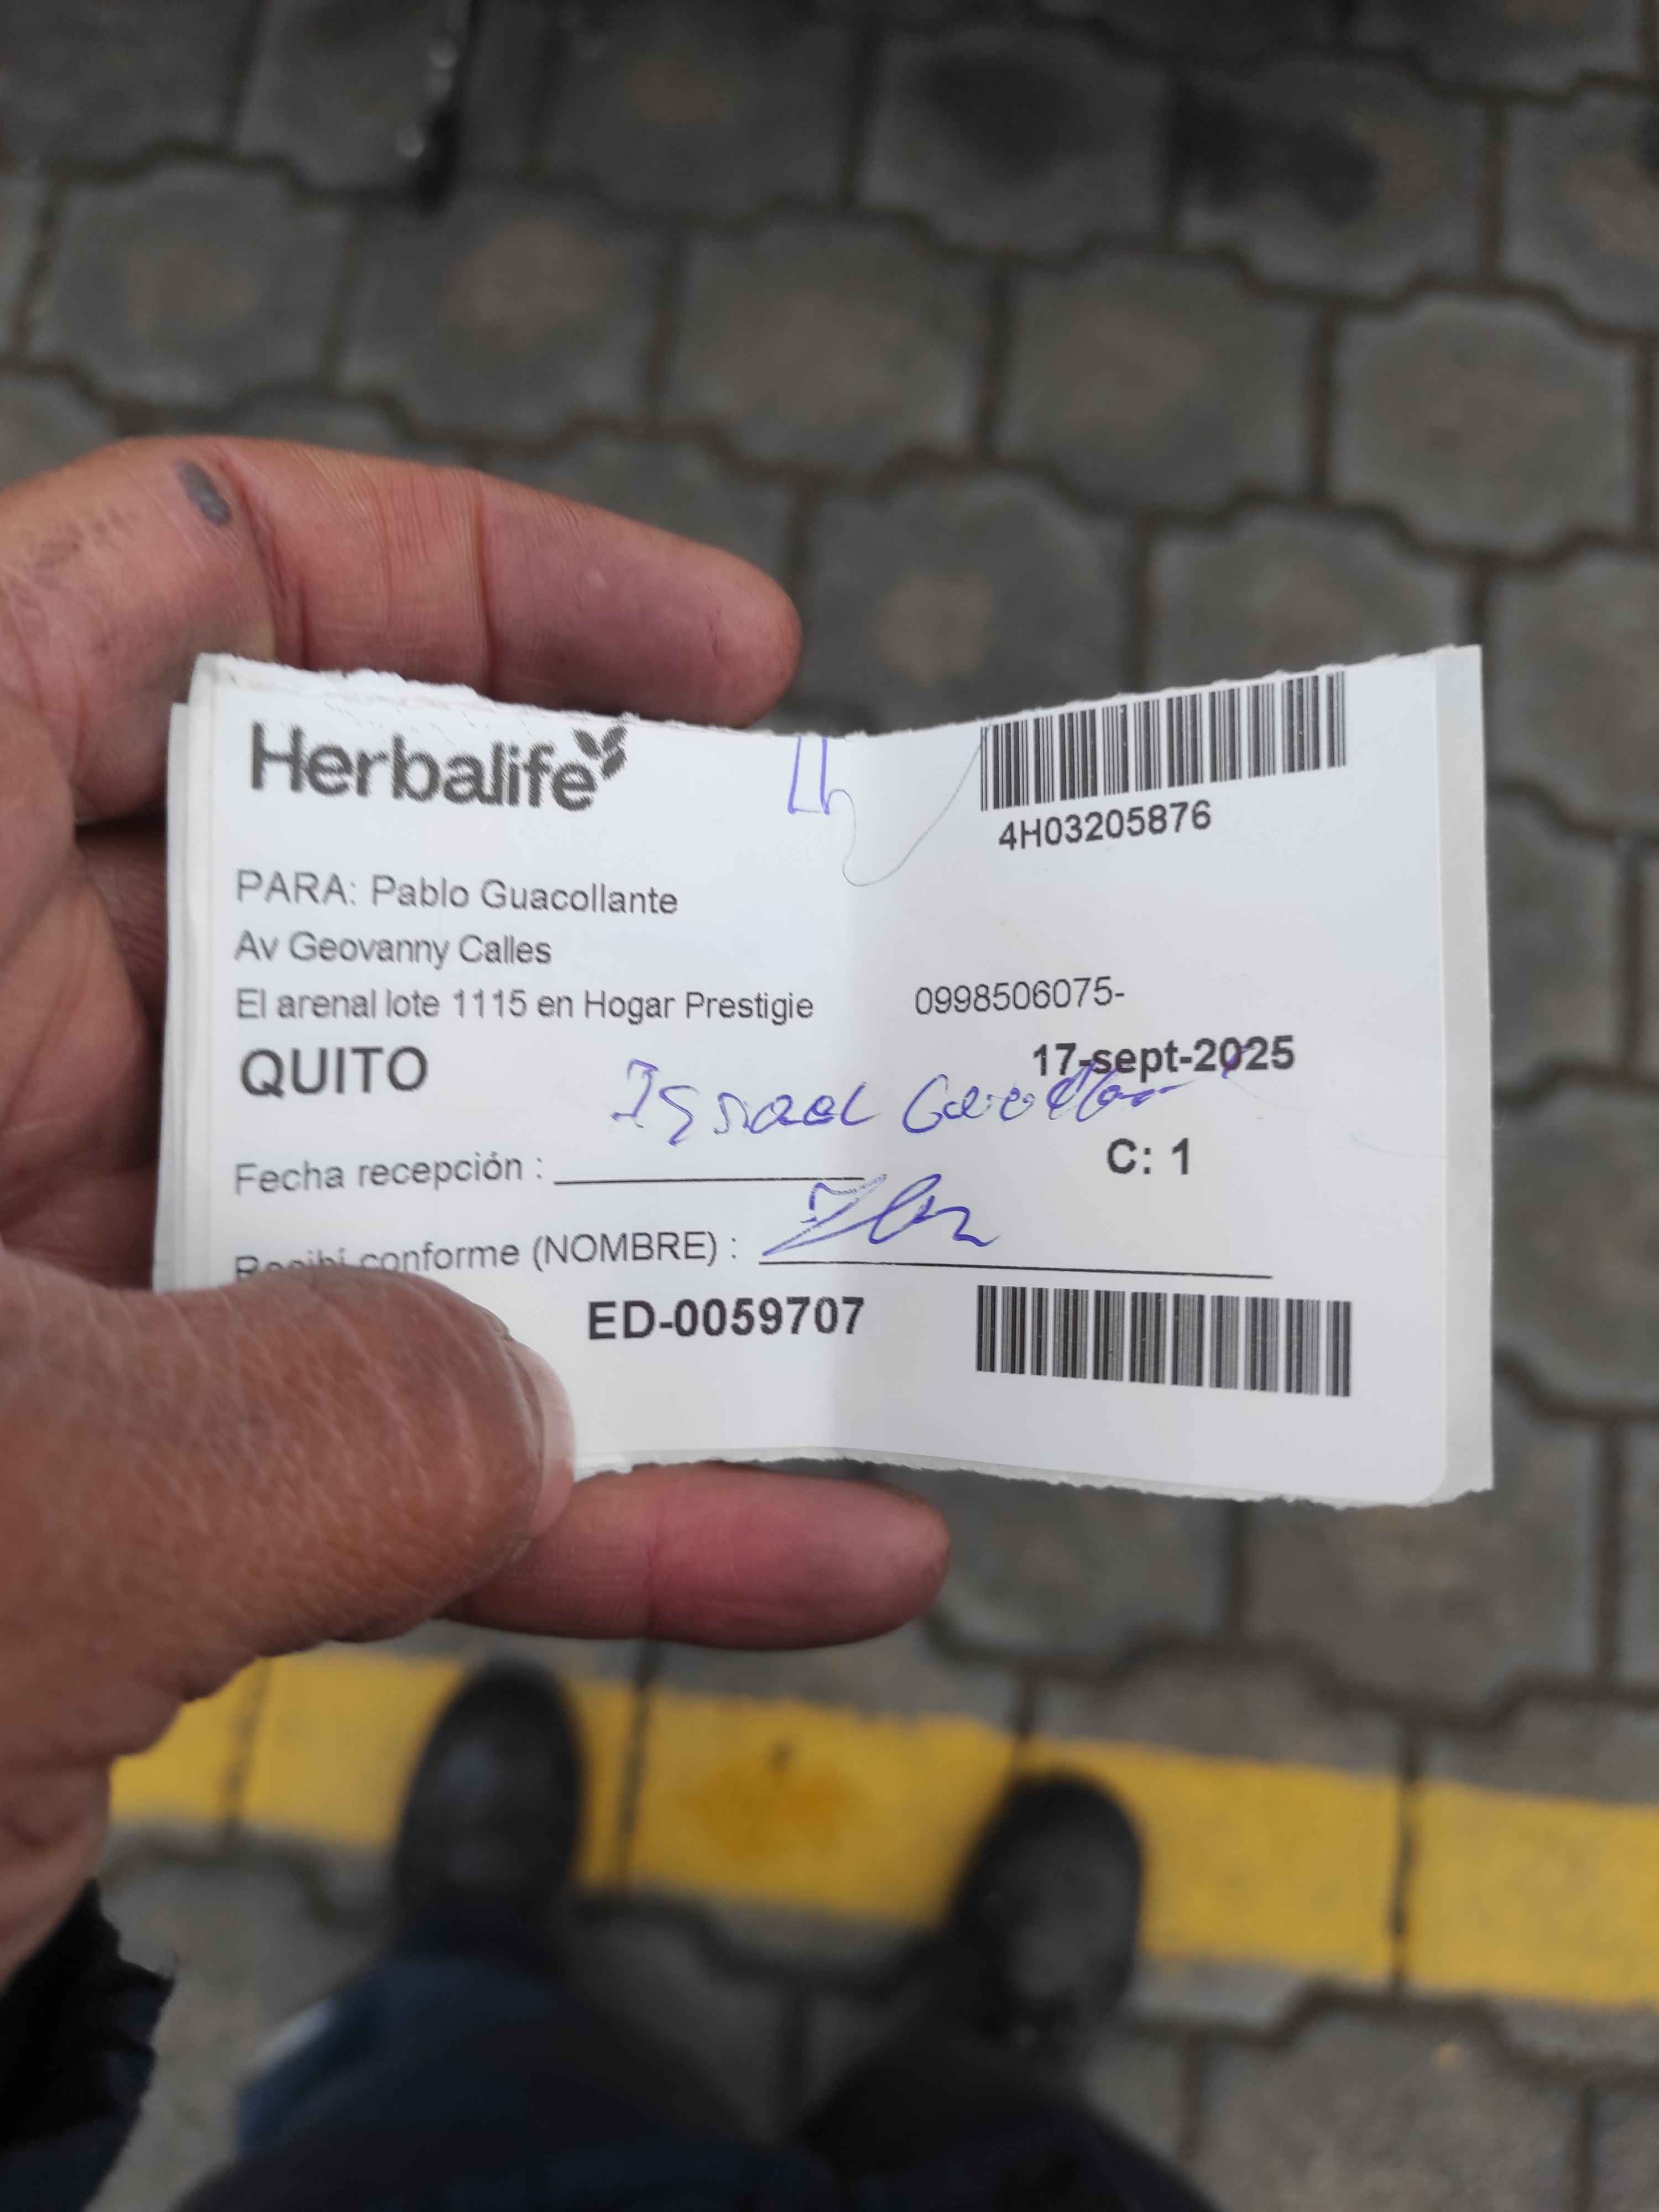 Herbalife
4H03205876
PARA: Pablo Guacollante
Av Geovanny Calles
El arenal lote 1115 en Hogar Prestigie 0998506075-
QUITO 17-sept-2025
Fecha recepción : C: 1
Recibí conforme (NOMBRE) :
ED-0059707